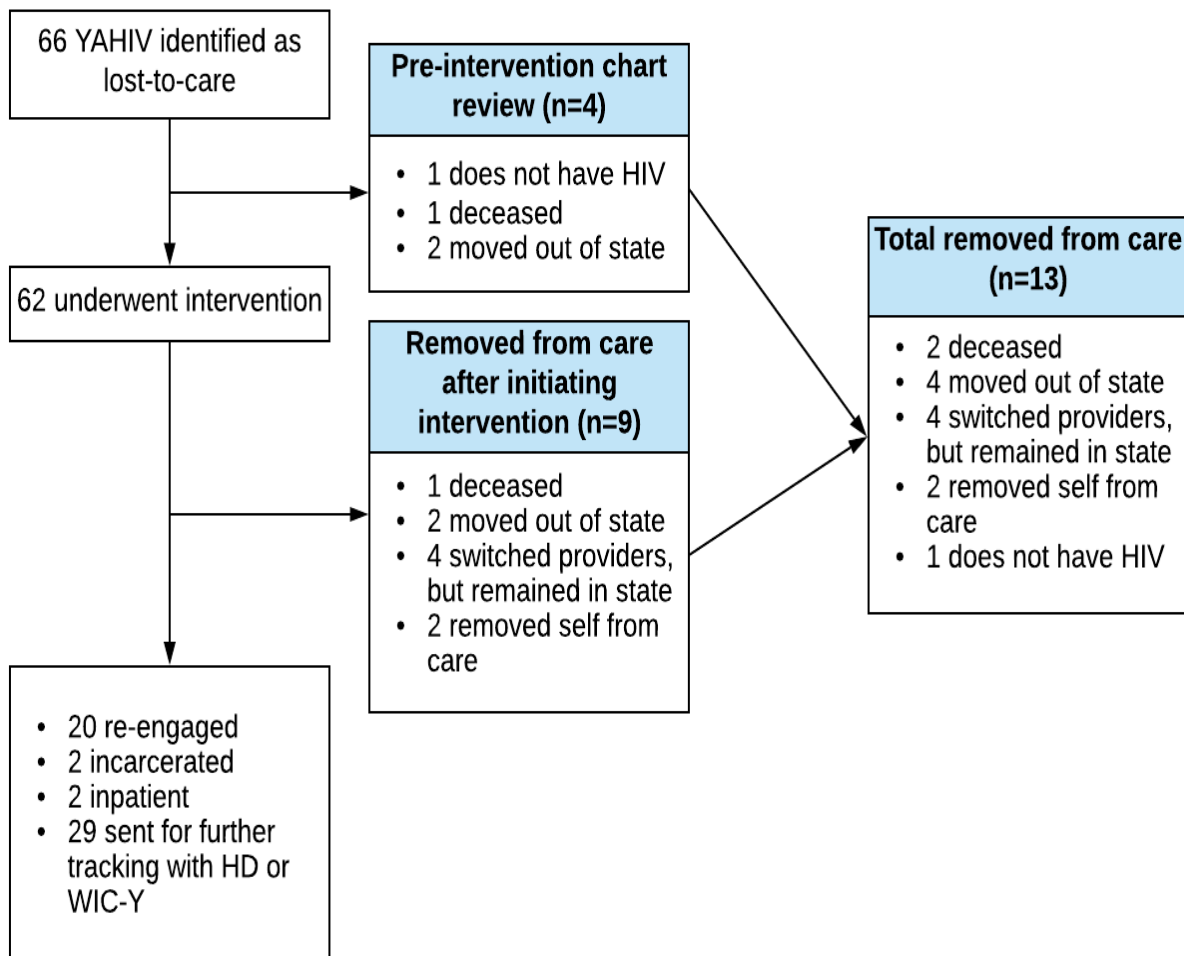 66 YAHIV identified as
lost-to-care
Pre-intervention chart
review (n=4)
• 1 does not have HIV
• 1 deceased
• 2 moved out of state
62 underwent intervention
Removed from care
after initiating
intervention (n=9)
• 1 deceased
• 2 moved out of state
• 4 switched providers,
but remained in state
• 2 removed self from
care
Total removed from care
(n=13)
• 2 deceased
• 4 moved out of state
• 4 switched providers,
but remained in state
• 2 removed self from
care
• 1 does not have HIV
• 20 re-engaged
• 2 incarcerated
• 2 inpatient
• 29 sent for further
tracking with HD or
WIC-Y